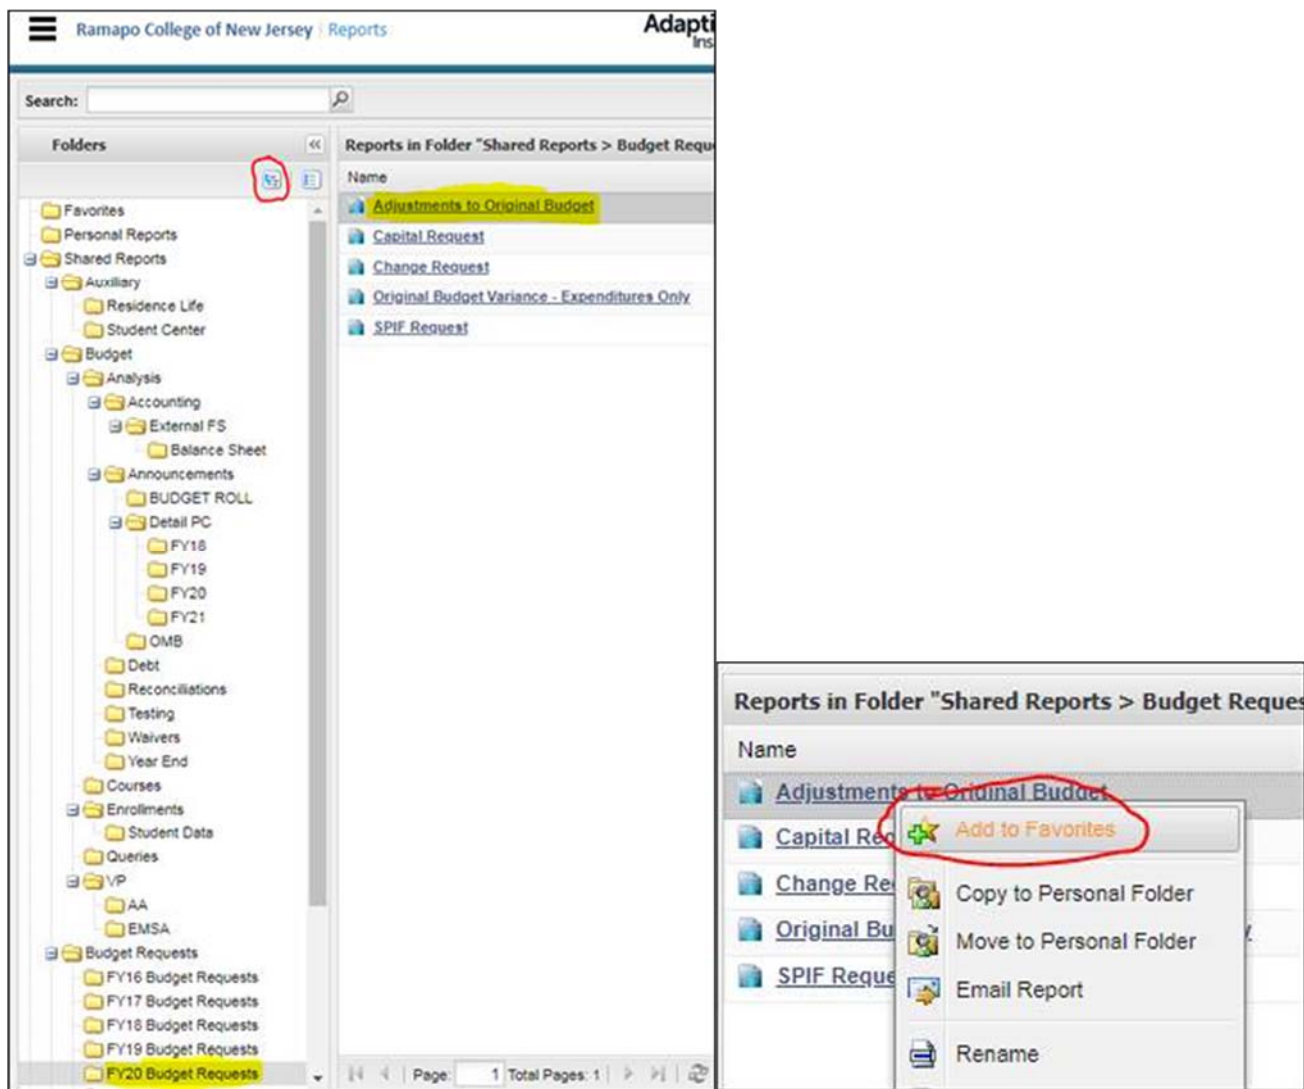 Ramapo College of New Jersey | Reports
Adapti
Ins
Search:
Folders
Favorites
Personal Reports
Shared Reports
Auxiliary
Residence Life
Student Center
Budget
Analysis
Accounting
External FS
Balance Sheet
Announcements
BUDGET ROLL
Detail PC
FY18
FY19
FY20
FY21
OMB
Debt
Reconciliations
Testing
Waivers
Year End
Courses
Enrollments
Student Data
Queries
VP
AA
EMSA
Budget Requests
FY16 Budget Requests
FY17 Budget Requests
FY18 Budget Requests
FY19 Budget Requests
FY20 Budget Requests
Reports in Folder "Shared Reports > Budget Reque
Name
Adjustments to Original Budget
Capital Request
Change Request
Original Budget Variance - Expenditures Only
SPIF Request
Page: 1 Total Pages: 1
Reports in Folder "Shared Reports > Budget Reques
Name
Adjustments to Original Budget
Capital Req
Change Re
Original Bu y
SPIF Reque
Add to Favorites
Copy to Personal Folder
Move to Personal Folder
Email Report
Rename